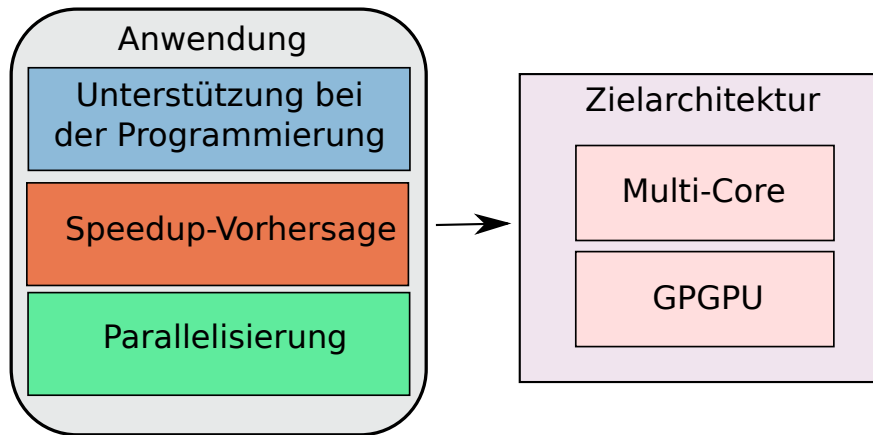 Anwendung
Unterstützung bei
der Programmierung
Speedup-Vorhersage
Parallelisierung
Zielarchitektur
Multi-Core
GPGPU